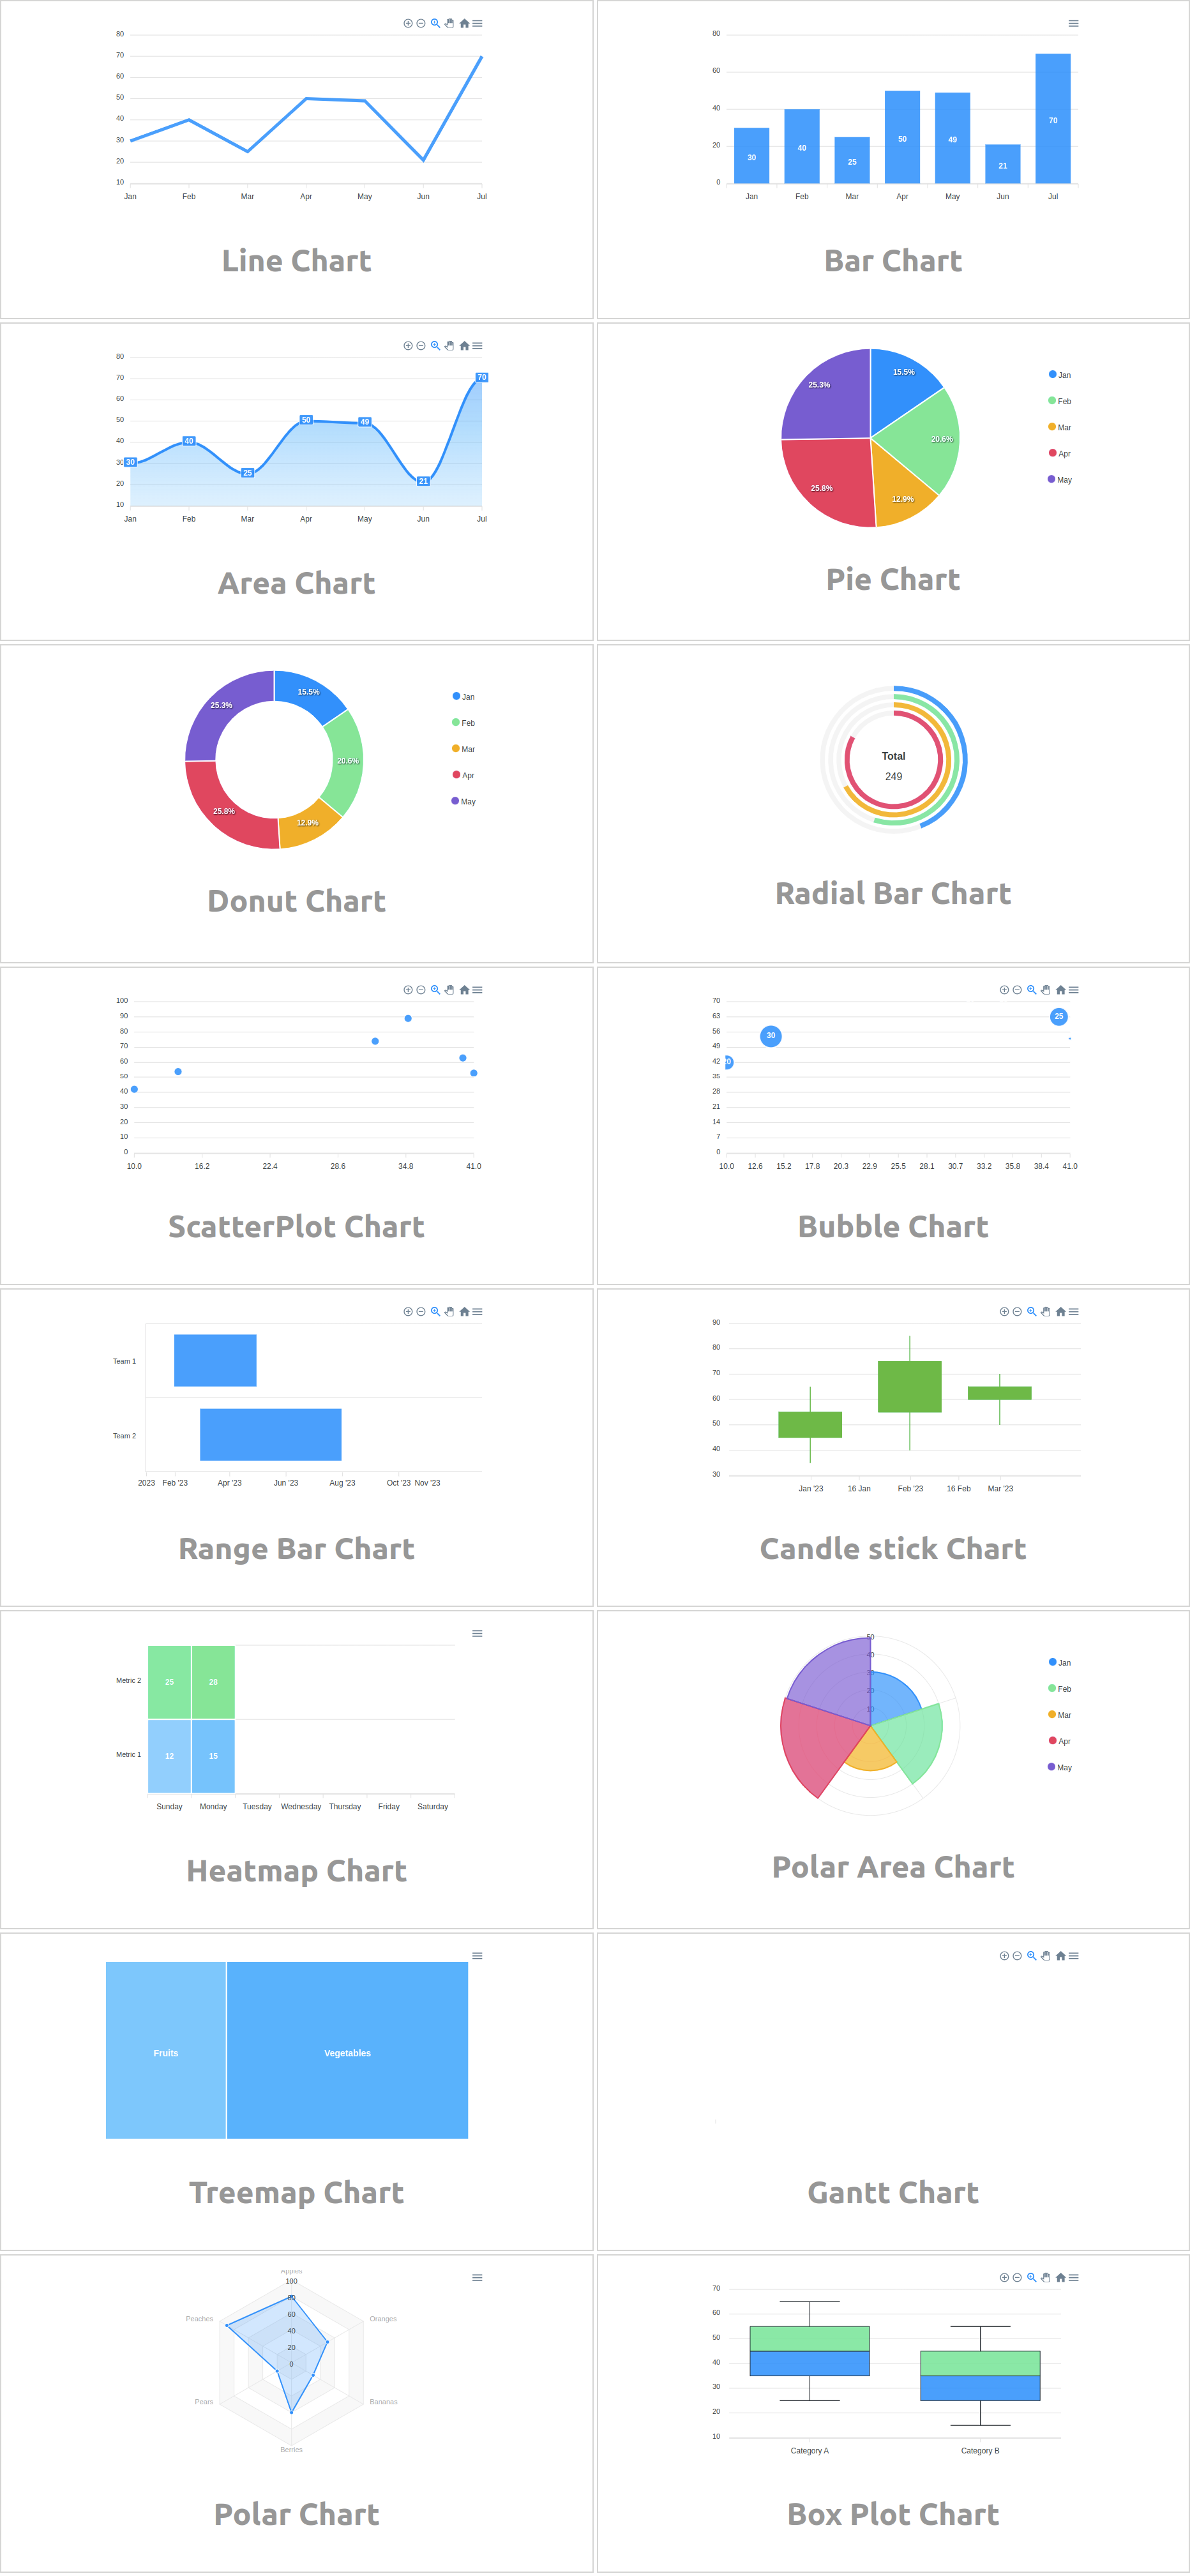 80
70
60
50
40
30
20
10
Jan Feb Mar Apr May Jun Jul
Line Chart
80
60
40
20
0
30 40 25 50 49 21 70
Jan Feb Mar Apr May Jun Jul
Bar Chart
80
70
60
50
40
30
20
10
30 40 25 50 49 21 70
Jan Feb Mar Apr May Jun Jul
Area Chart
15.5%
20.6%
12.9%
25.8%
25.3%
Jan
Feb
Mar
Apr
May
Pie Chart
15.5%
20.6%
12.9%
25.8%
25.3%
Jan
Feb
Mar
Apr
May
Donut Chart
Total
249
Radial Bar Chart
100
90
80
70
60
50
40
30
20
10
0
10.0 16.2 22.4 28.6 34.8 41.0
ScatterPlot Chart
70
63
56
49
42
35
28
21
14
7
0
30
25
10.0 12.6 15.2 17.8 20.3 22.9 25.5 28.1 30.7 33.2 35.8 38.4 41.0
Bubble Chart
Team 1
Team 2
2023 Feb '23 Apr '23 Jun '23 Aug '23 Oct '23 Nov '23
Range Bar Chart
90
80
70
60
50
40
30
Jan '23 16 Jan Feb '23 16 Feb Mar '23
Candle stick Chart
Metric 2 25 28
Metric 1 12 15
Sunday Monday Tuesday Wednesday Thursday Friday Saturday
Heatmap Chart
50
40
30
20
10
Jan
Feb
Mar
Apr
May
Polar Area Chart
Fruits Vegetables
Treemap Chart
Gantt Chart
Apples
100
80
60
40
20
0
Peaches Oranges
Pears Bananas
Berries
Polar Chart
70
60
50
40
30
20
10
Category A Category B
Box Plot Chart